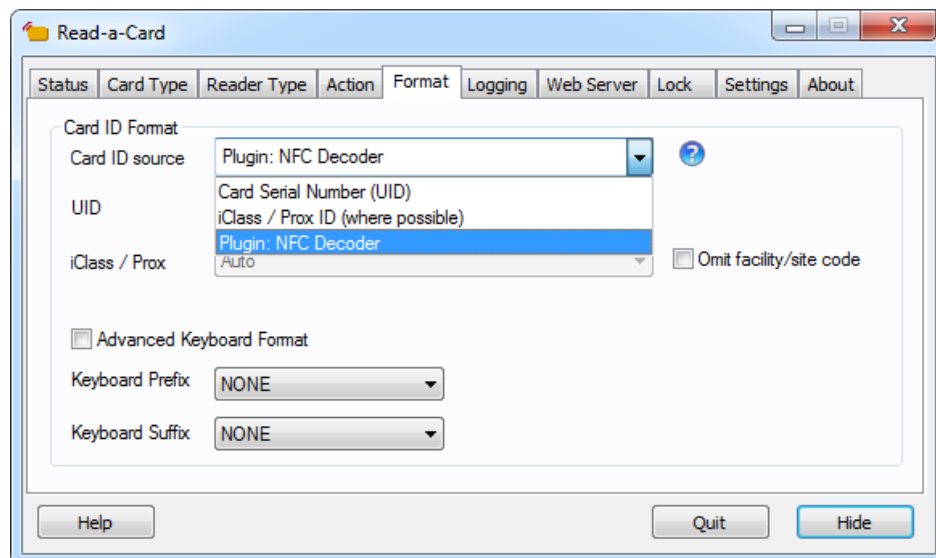 Read-a-Card
Status Card Type Reader Type Action Format Logging Web Server Lock Settings About
Card ID Format
Card ID source Plugin: NFC Decoder
Card Serial Number (UID)
UID
iClass / Prox ID (where possible)
Plugin: NFC Decoder
iClass / Prox Auto Omit facility/site code
Advanced Keyboard Format
Keyboard Prefix NONE
Keyboard Suffix NONE
Help Quit Hide